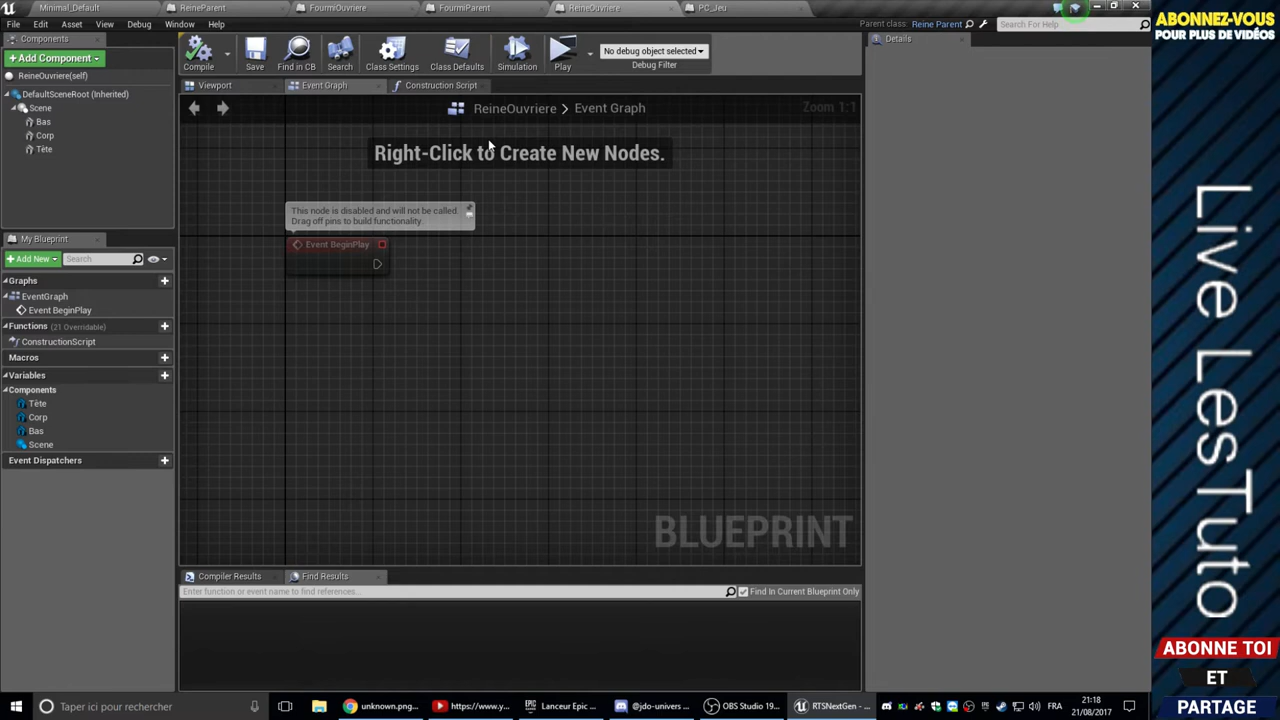 Minimal_Default
ReineParent
FourmiOuvriere
FourmiParent
ReineOuvriere
PC_Jeu
File Edit Asset View Debug Window Help
Parent class: Reine Parent
Search For Help
Components
+ Add Component
ReineOuvriere(self)
DefaultSceneRoot (Inherited)
Scene
Bas
Corp
Tête
Compile
Save
Find in CB
Search
Class Settings
Class Defaults
Simulation
Play
No debug object selected
Debug Filter
Details
Viewport
Event Graph
Construction Script
ReineOuvriere > Event Graph
Zoom 1:1
Right-Click to Create New Nodes.
This node is disabled and will not be called.
Drag off pins to build functionality.
Event BeginPlay
BLUEPRINT
My Blueprint
+ Add New
Search
Graphs
EventGraph
Event BeginPlay
Functions (21 Overridable)
ConstructionScript
Macros
Variables
Components
Tête
Corp
Bas
Scene
Event Dispatchers
Compiler Results
Find Results
Enter function or event name to find references...
Find In Current Blueprint Only
ABONNEZ-VOUS
POUR PLUS DE VIDÉOS
Live LesTuto
ABONNE TOI
ET
PARTAGE
Taper ici pour rechercher
unknown.png...
https://www.y...
Lanceur Epic ...
@jdo-univers ...
OBS Studio 19...
RTSNextGen - ...
FRA
21:18
21/08/2017